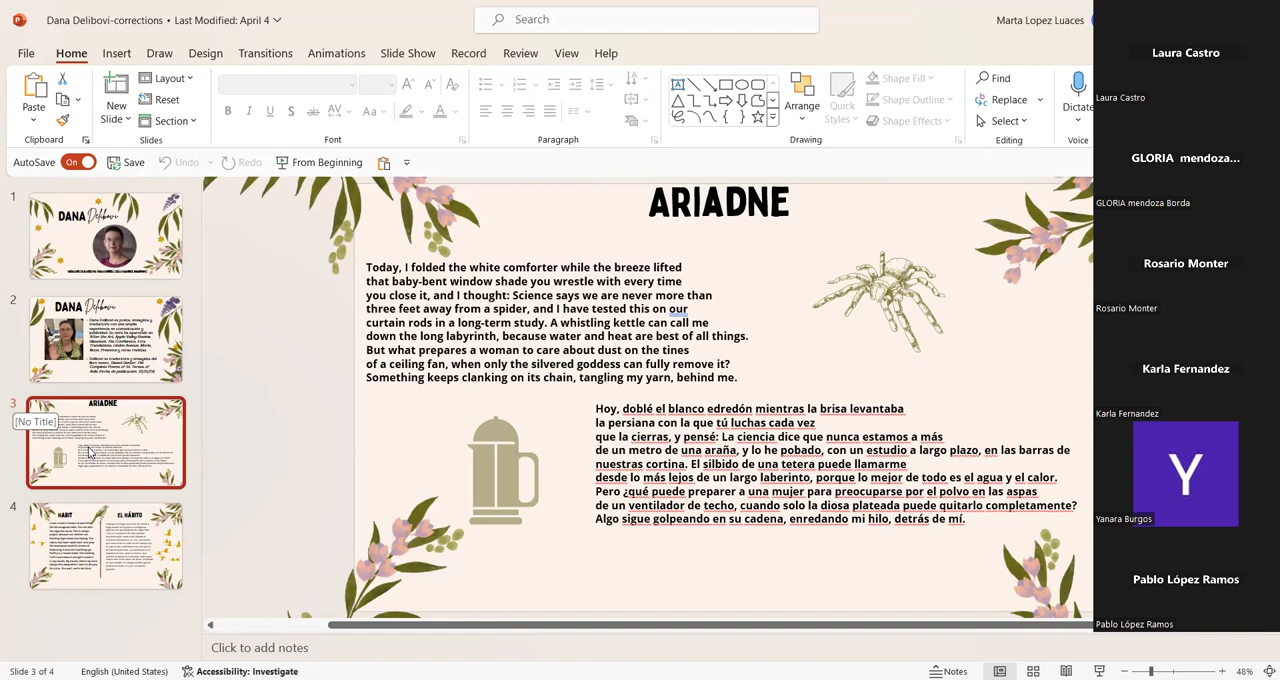 Dana Delibovi-corrections • Last Modified: April 4
Search
Marta Lopez Luaces
File Home Insert Draw Design Transitions Animations Slide Show Record Review View Help
Paste
Clipboard
New
Slide
Layout
Reset
Section
Slides
B I U S ab AV Aa A
Font
Paragraph
Arrange
Quick
Styles
Shape Fill
Shape Outline
Shape Effects
Drawing
Find
Replace
Select
Editing
Dictate
Voice
AutoSave On Save Undo Redo From Beginning
1
DANA Delibovi
2
DANA Delibovi
3
ARIADNE
[No Title]
4
HABIT
EL HÁBITO
ARIADNE
Today, I folded the white comforter while the breeze lifted
that baby-bent window shade you wrestle with every time
you close it, and I thought: Science says we are never more than
three feet away from a spider, and I have tested this on our
curtain rods in a long-term study. A whistling kettle can call me
down the long labyrinth, because water and heat are best of all things.
But what prepares a woman to care about dust on the tines
of a ceiling fan, when only the silvered goddess can fully remove it?
Something keeps clanking on its chain, tangling my yarn, behind me.
Hoy, doblé el blanco edredón mientras la brisa levantaba
la persiana con la que tú luchas cada vez
que la cierras, y pensé: La ciencia dice que nunca estamos a más
de un metro de una araña, y lo he pobado, con un estudio a largo plazo, en las barras de
nuestras cortina. El silbido de una tetera puede llamarme
desde lo más lejos de un largo laberinto, porque lo mejor de todo es el agua y el calor.
Pero ¿qué puede preparer a una mujer para preocuparse por el polvo en las aspas
de un ventilador de techo, cuando solo la diosa plateada puede quitarlo completamente?
Algo sigue golpeando en su cadena, enredando mi hilo, detrás de mí.
Click to add notes
Slide 3 of 4 English (United States) Accessibility: Investigate Notes 48%
Laura Castro
Laura Castro
GLORIA mendoza...
GLORIA mendoza Borda
Rosario Monter
Rosario Monter
Karla Fernandez
Karla Fernandez
Y
Yanara Burgos
Pablo López Ramos
Pablo López Ramos